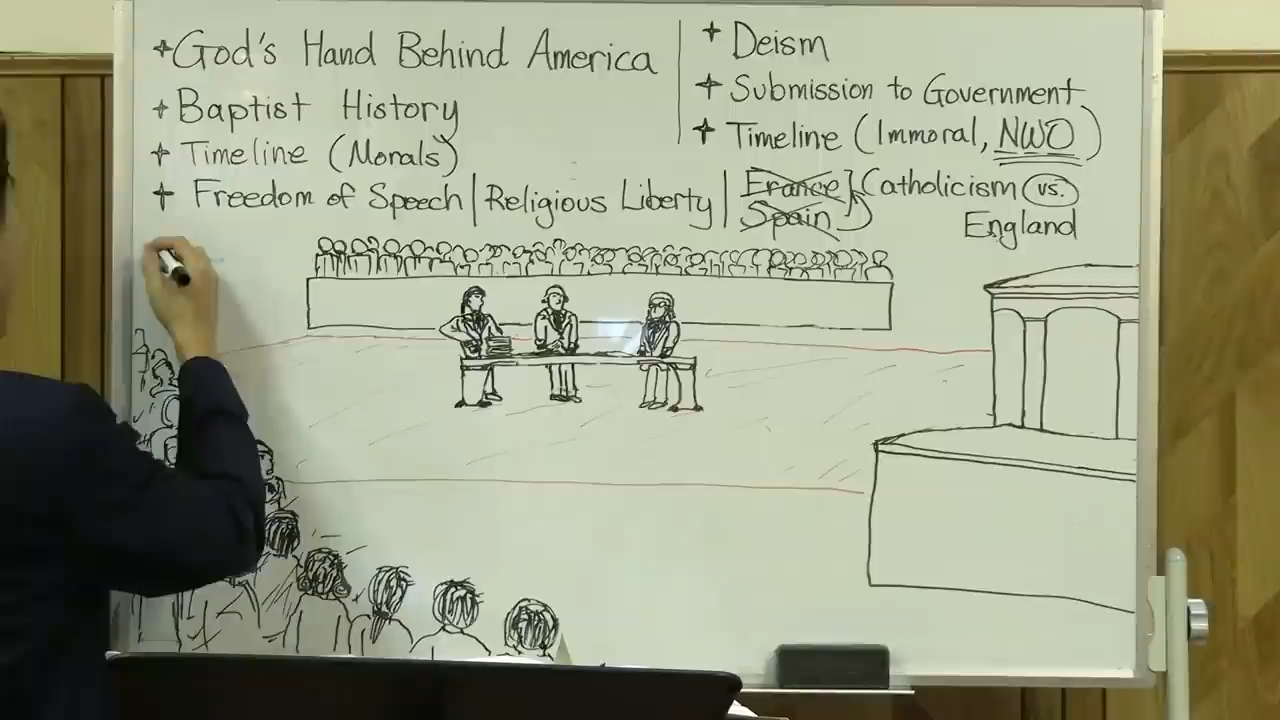 God's Hand Behind America
Baptist History
Timeline (Morals)
Freedom of Speech | Religious Liberty | France } Catholicism vs.
Spain
England
Deism
Submission to Government
Timeline (Immoral, NWO)